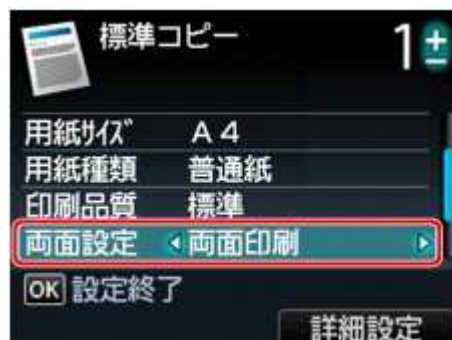 標準コピー 1
用紙ｻｲｽﾞ A4
用紙種類 普通紙
印刷品質 標準
両面設定 両面印刷
OK 設定終了
詳細設定